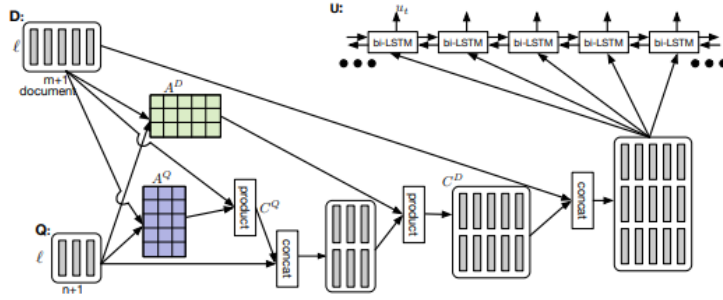 D:
ℓ
m+1
document
U:
u_t
bi-LSTM bi-LSTM bi-LSTM bi-LSTM bi-LSTM
A^D
A^Q
product
C^Q
concat
product
C^D
concat
Q:
ℓ
n+1